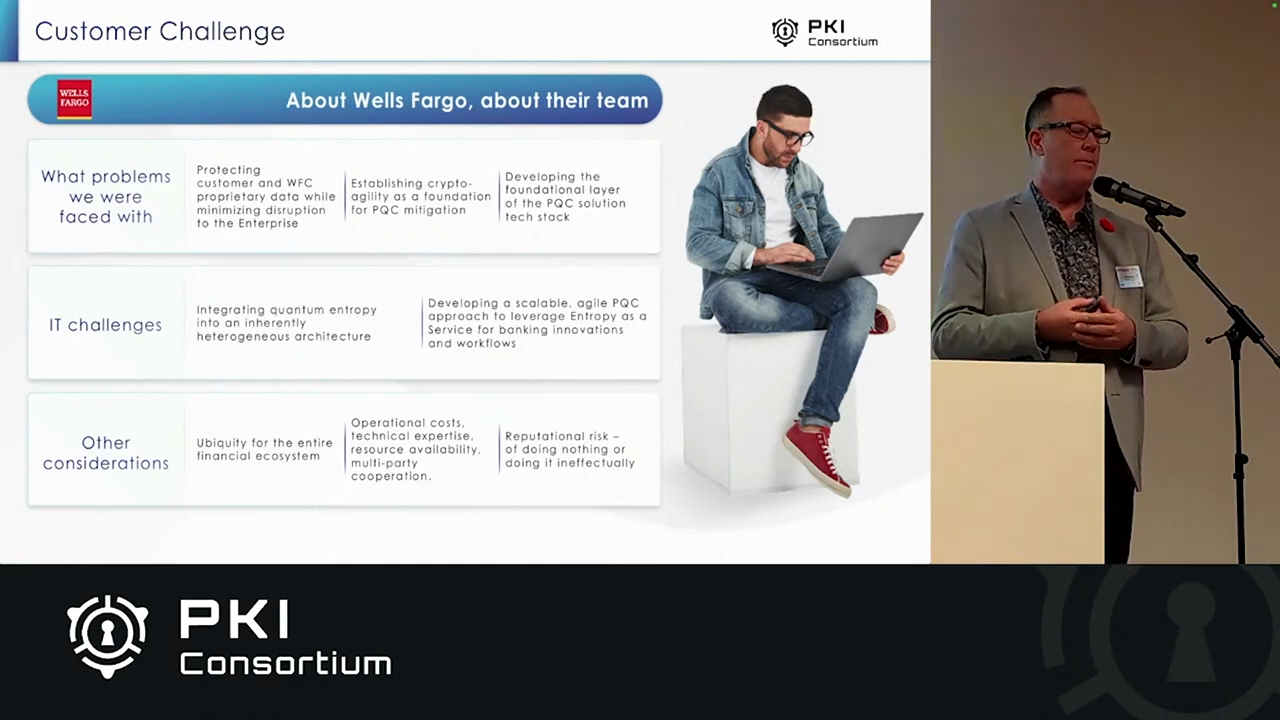 Customer Challenge
PKI
Consortium
WELLS
FARGO
About Wells Fargo, about their team
What problems
we were
faced with
Protecting
customer and WFC
proprietary data while
minimizing disruption
to the Enterprise
Establishing crypto-
agility as a foundation
for PQC mitigation
Developing the
foundational layer
of the PQC solution
tech stack
IT challenges
Integrating quantum entropy
into an inherently
heterogeneous architecture
Developing a scalable, agile PQC
approach to leverage Entropy as a
Service for banking innovations
and workflows
Other
considerations
Ubiquity for the entire
financial ecosystem
Operational costs,
technical expertise,
resource availability,
multi-party
cooperation.
Reputational risk –
of doing nothing or
doing it ineffectually
PKI
Consortium